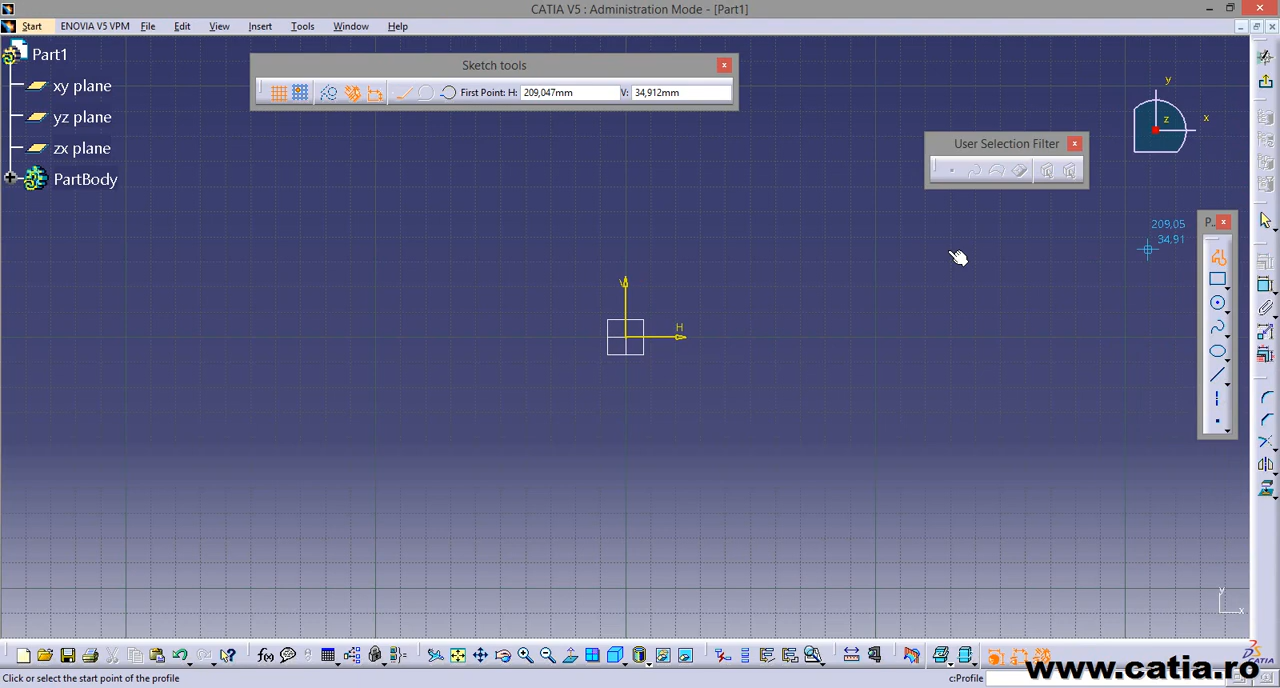 CATIA V5 : Administration Mode - [Part1]
Start ENOVIA V5 VPM File Edit View Insert Tools Window Help
Part1
xy plane
yz plane
zx plane
PartBody
Sketch tools
First Point: H: 209,047mm V: 34,912mm
User Selection Filter
y
x
z
209,05
34,91
P...
V
H
y
x
f(x)
CATIA
www.catia.ro
Click or select the start point of the profile
c:Profile